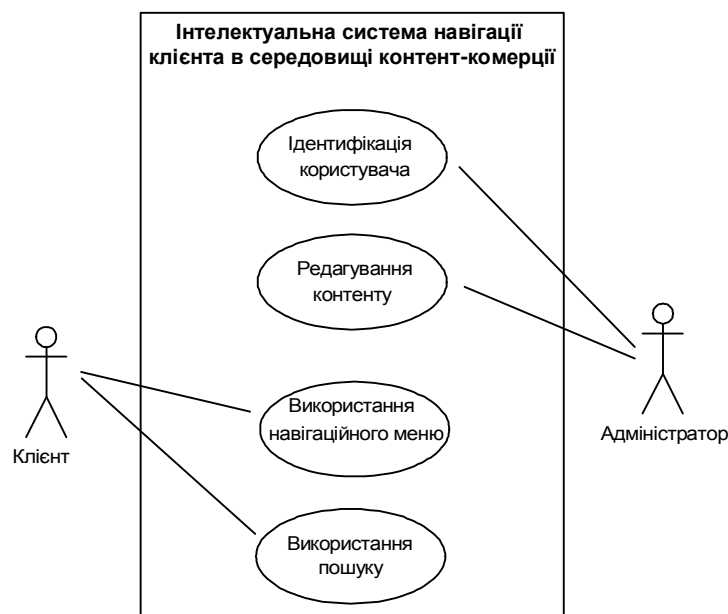 Інтелектуальна система навігації
клієнта в середовищі контент-комерції
Ідентифікація
користувача
Редагування
контенту
Використання
навігаційного меню
Використання
пошуку
Клієнт
Адміністратор